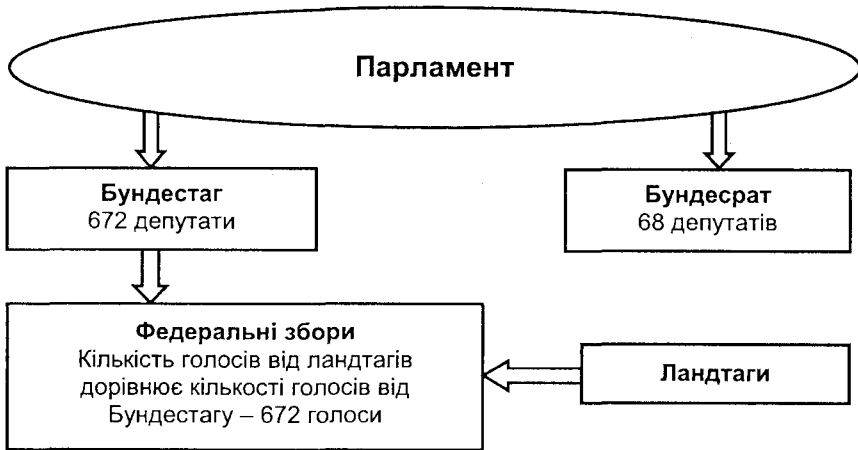 Парламент
Бундестаг
672 депутати
Бундесрат
68 депутатів
Федеральні збори
Кількість голосів від ландтагів
дорівнює кількості голосів від
Бундестагу – 672 голоси
Ландтаги